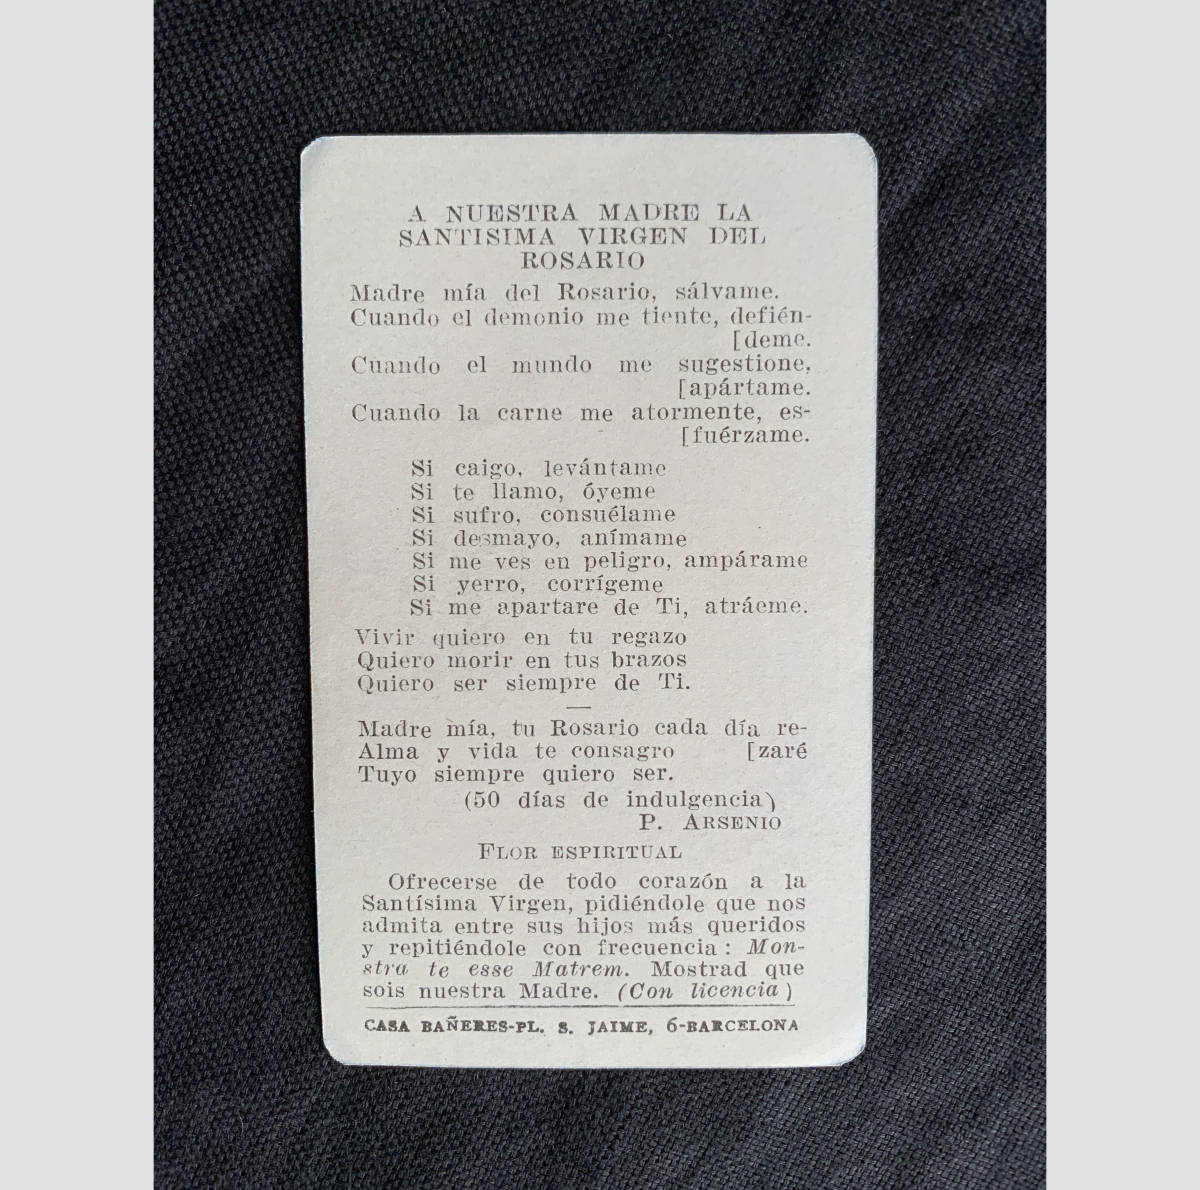 A NUESTRA MADRE LA
SANTISIMA VIRGEN DEL
ROSARIO
Madre mía del Rosario, sálvame.
Cuando el demonio me tiente, defién-
[deme.
Cuando el mundo me sugestione,
[apártame.
Cuando la carne me atormente, es-
[fuérzame.
Si caigo, levántame
Si te llamo, óyeme
Si sufro, consuélame
Si desmayo, anímame
Si me ves en peligro, ampárame
Si yerro, corrígeme
Si me apartare de Ti, atráeme.
Vivir quiero en tu regazo
Quiero morir en tus brazos
Quiero ser siempre de Ti.
—
Madre mía, tu Rosario cada día re-
Alma y vida te consagro [zaré
Tuyo siempre quiero ser.
(50 días de indulgencia)
P. ARSENIO
FLOR ESPIRITUAL
Ofrecerse de todo corazón a la
Santísima Virgen, pidiéndole que nos
admita entre sus hijos más queridos
y repitiéndole con frecuencia : Mon-
stra te esse Matrem. Mostrad que
sois nuestra Madre. (Con licencia)
CASA BAÑERES-PL. S. JAIME, 6-BARCELONA